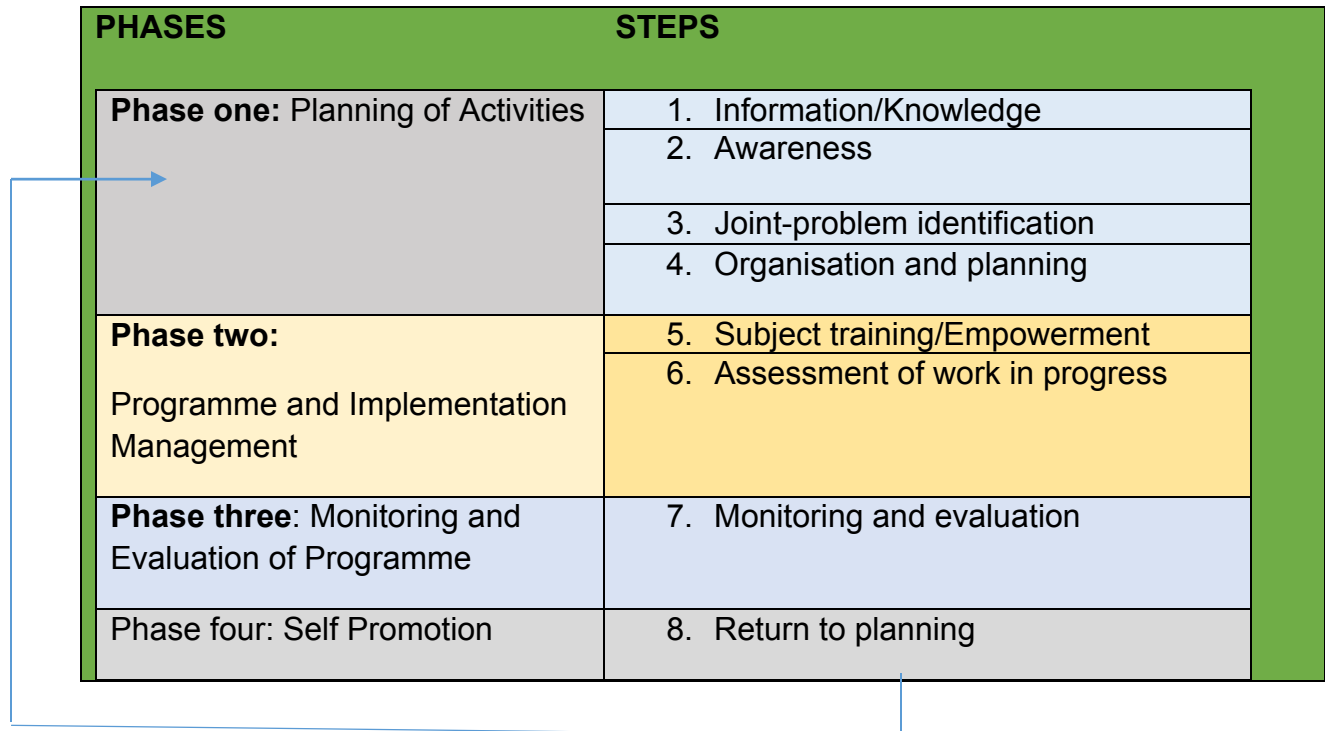 PHASES STEPS
Phase one: Planning of Activities
1. Information/Knowledge
2. Awareness
3. Joint-problem identification
4. Organisation and planning
Phase two:
Programme and Implementation
Management
5. Subject training/Empowerment
6. Assessment of work in progress
Phase three: Monitoring and
Evaluation of Programme
7. Monitoring and evaluation
Phase four: Self Promotion
8. Return to planning